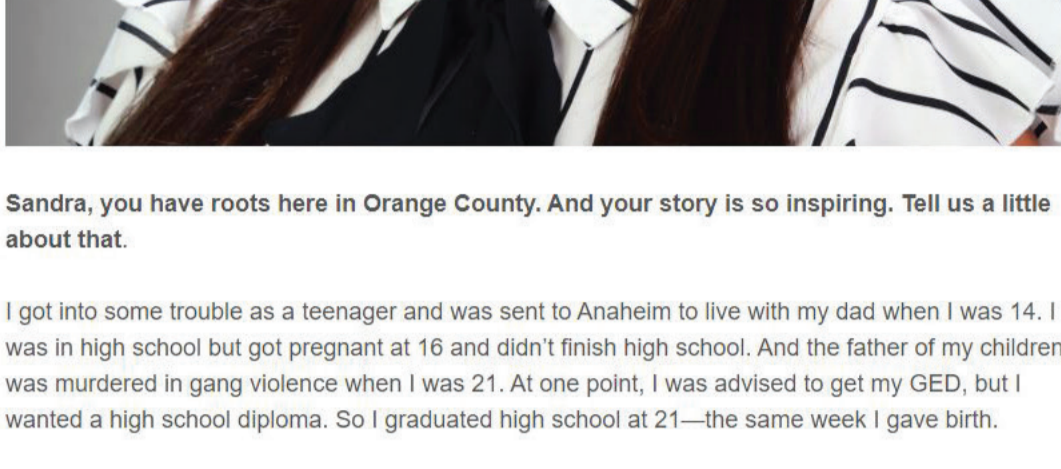 Sandra, you have roots here in Orange County. And your story is so inspiring. Tell us a little
about that.
I got into some trouble as a teenager and was sent to Anaheim to live with my dad when I was 14. I
was in high school but got pregnant at 16 and didn’t finish high school. And the father of my children
was murdered in gang violence when I was 21. At one point, I was advised to get my GED, but I
wanted a high school diploma. So I graduated high school at 21—the same week I gave birth.